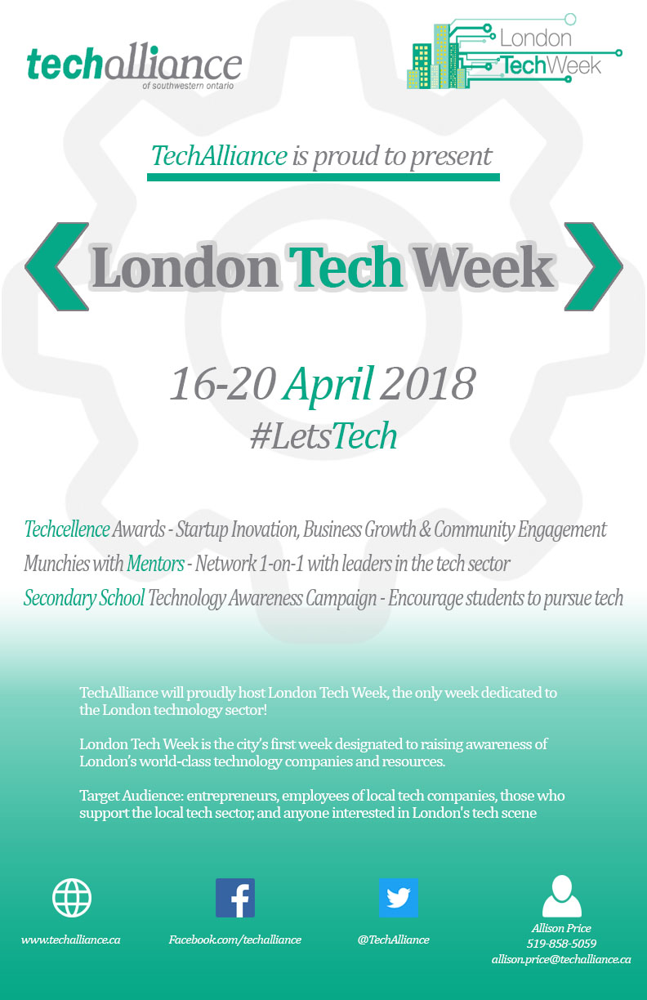 techalliance
of southwestern ontario
London
TechWeek
TechAlliance is proud to present
London Tech Week
16-20 April 2018
#LetsTech
Techcellence Awards - Startup Inovation, Business Growth & Community Engagement
Munchies with Mentors - Network 1-on-1 with leaders in the tech sector
Secondary School Technology Awareness Campaign - Encourage students to pursue tech
TechAlliance will proudly host London Tech Week, the only week dedicated to
the London technology sector!
London Tech Week is the city's first week designated to raising awareness of
London's world-class technology companies and resources.
Target Audience: entrepreneurs, employees of local tech companies, those who
support the local tech sector, and anyone interested in London's tech scene
www.techalliance.ca
Facebook.com/techalliance
@TechAlliance
Allison Price
519-858-5059
allison.price@techalliance.ca